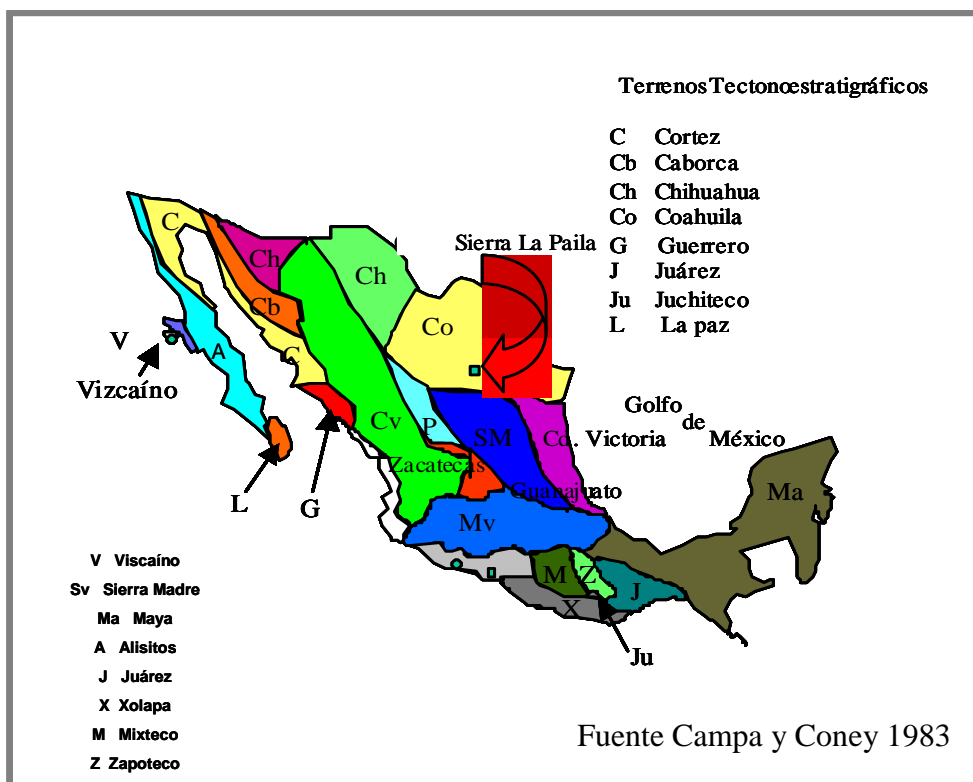 Terrenos Tectonoestratigráficos
C Cortez
Cb Caborca
Ch Chihuahua
Co Coahuila
G Guerrero
J Juárez
Ju Juchiteco
L La paz
Sierra La Paila
C
Ch
Ch
Cb
Co
V
A
C
Vizcaíno
Cv
P
SM
Cd. Victoria
Golfo
de
México
Zacatecas
Guanajuato
Ma
L
G
Mv
M
Z
J
X
Ju
V Viscaíno
Sv Sierra Madre
Ma Maya
A Alisitos
J Juárez
X Xolapa
M Mixteco
Z Zapoteco
Fuente Campa y Coney 1983